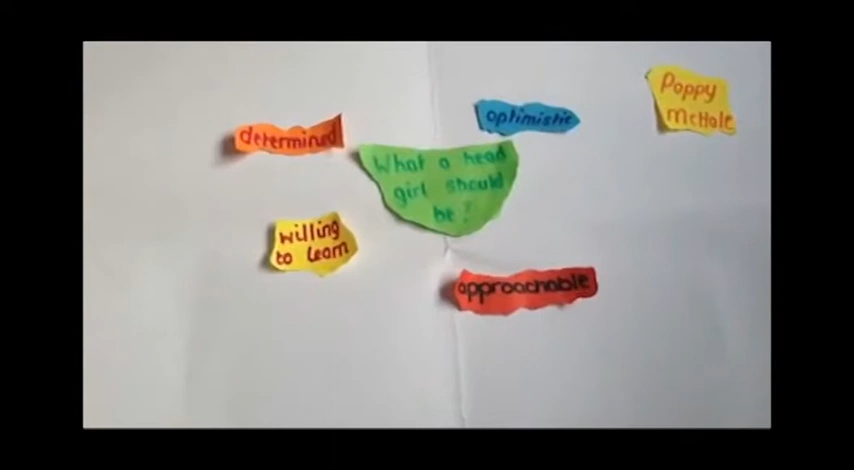 Poppy
McHale
optimistic
determined
What a head
girl should
be?
willing
to learn
approachable